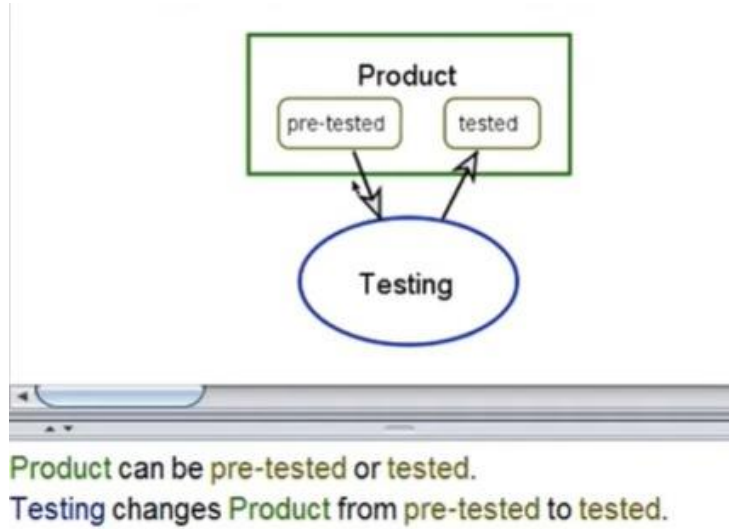 Product
pre-tested tested
Testing
Product can be pre-tested or tested.
Testing changes Product from pre-tested to tested.